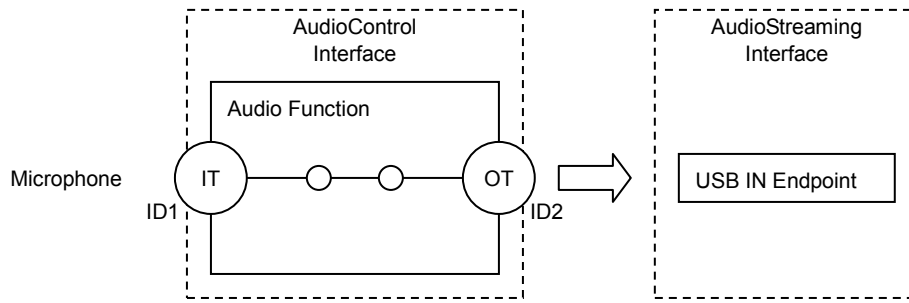 AudioControl
Interface
AudioStreaming
Interface
Audio Function
Microphone
IT
OT
USB IN Endpoint
ID1
ID2